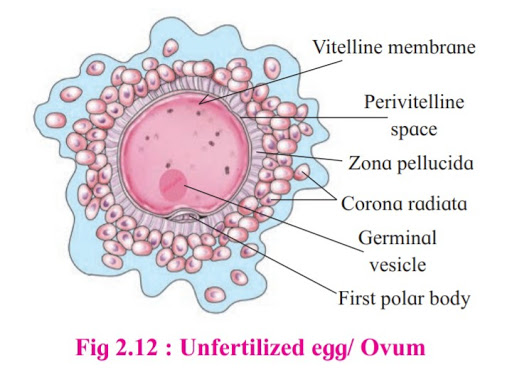 Vitelline membrane
Perivitelline
space
Zona pellucida
Corona radiata
Germinal
vesicle
First polar body
Fig 2.12 : Unfertilized egg/ Ovum